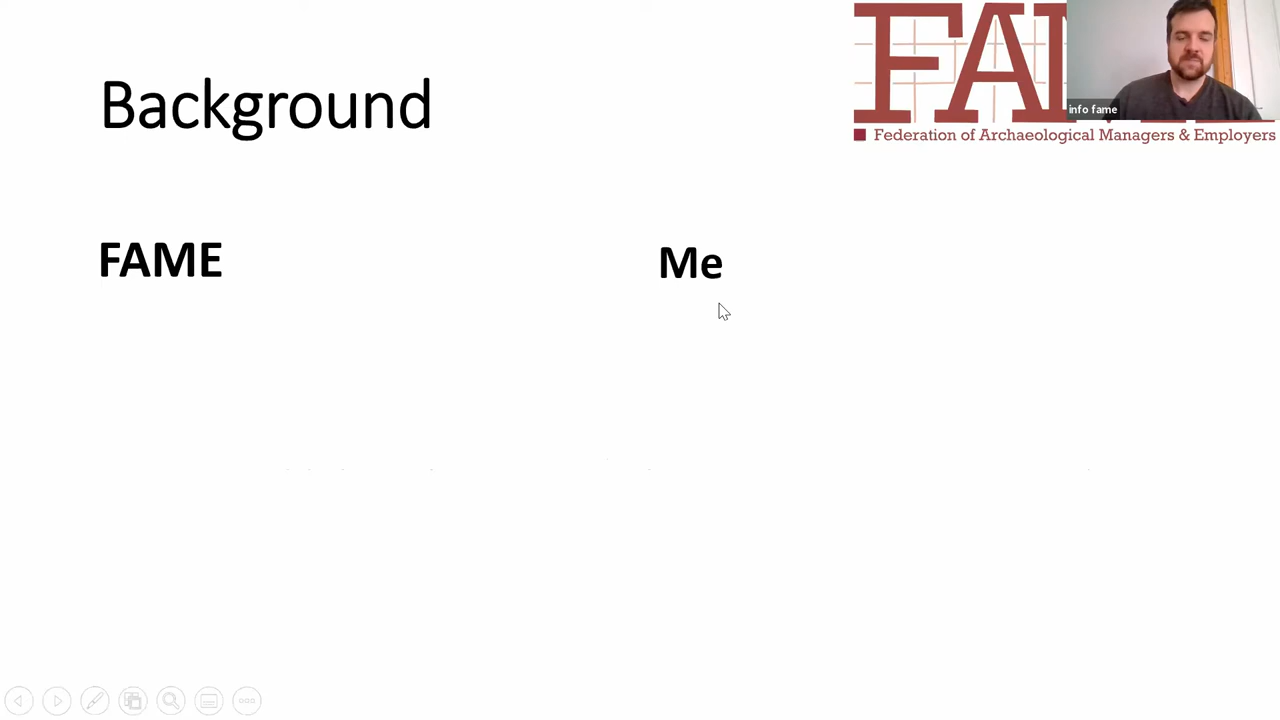 Background
FA
info fame
Federation of Archaeological Managers & Employers
FAME
Me